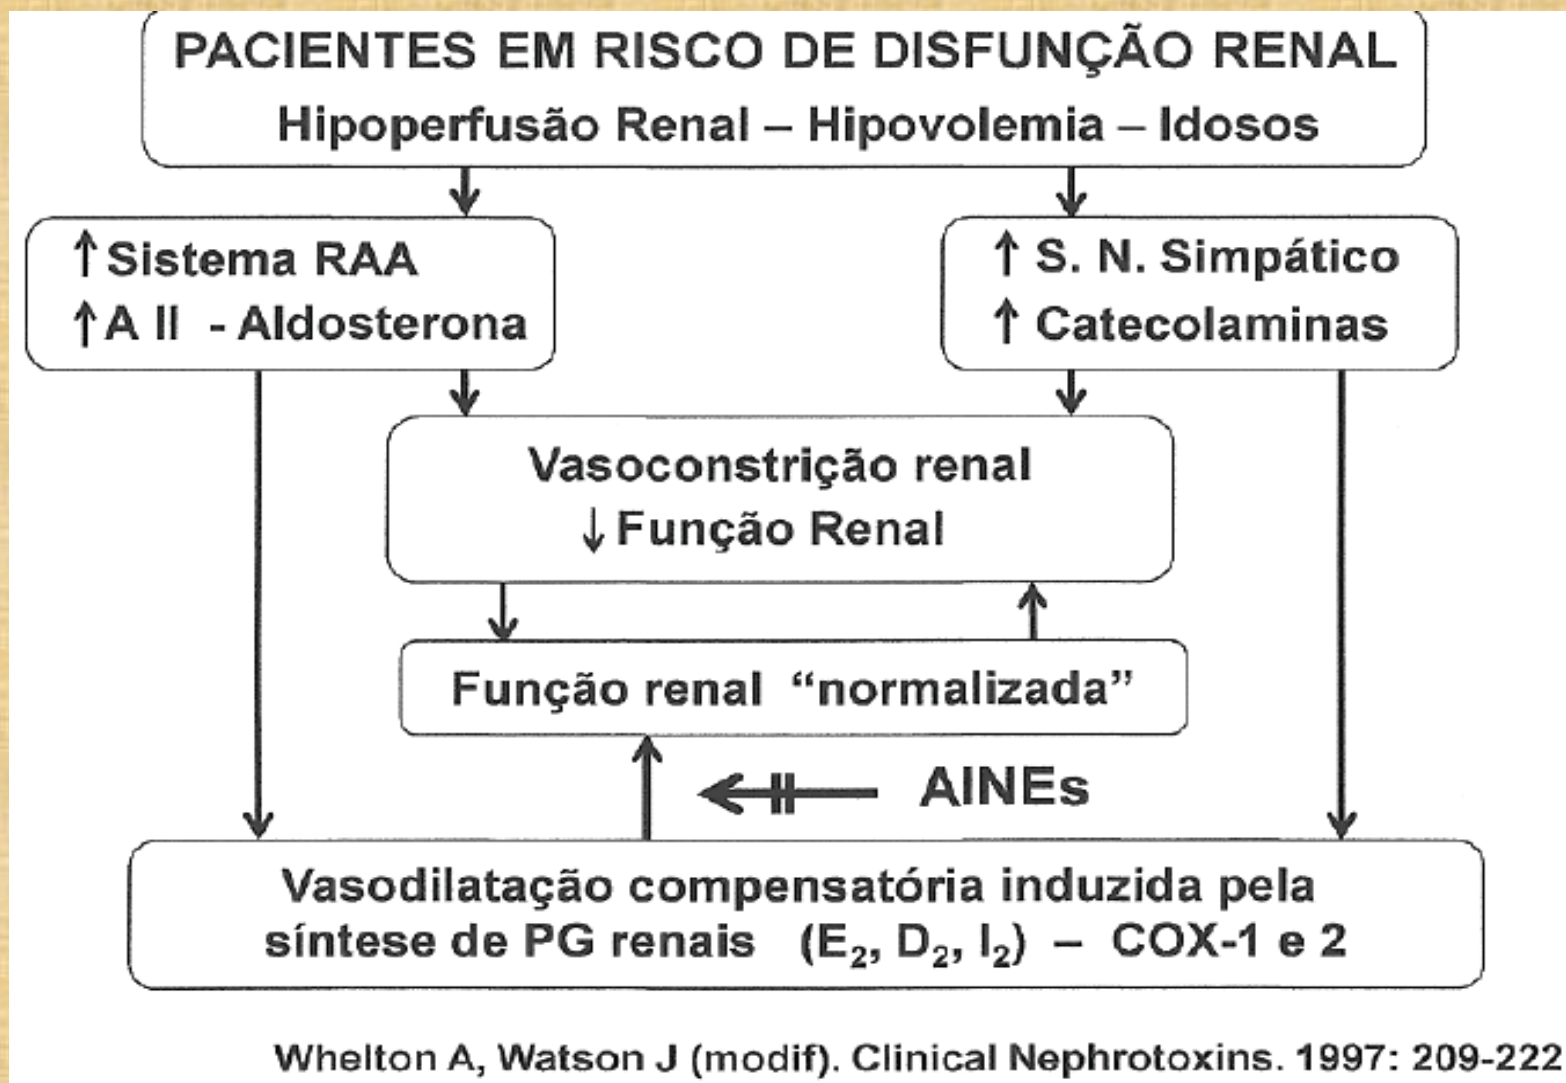 PACIENTES EM RISCO DE DISFUNÇÃO RENAL
Hipoperfusão Renal – Hipovolemia – Idosos
↑Sistema RAA
↑A II - Aldosterona
↑ S. N. Simpático
↑ Catecolaminas
Vasoconstrição renal
↓Função Renal
Função renal “normalizada”
AINEs
Vasodilatação compensatória induzida pela
síntese de PG renais (E₂, D₂, I₂) – COX-1 e 2
Whelton A, Watson J (modif). Clinical Nephrotoxins. 1997: 209-222